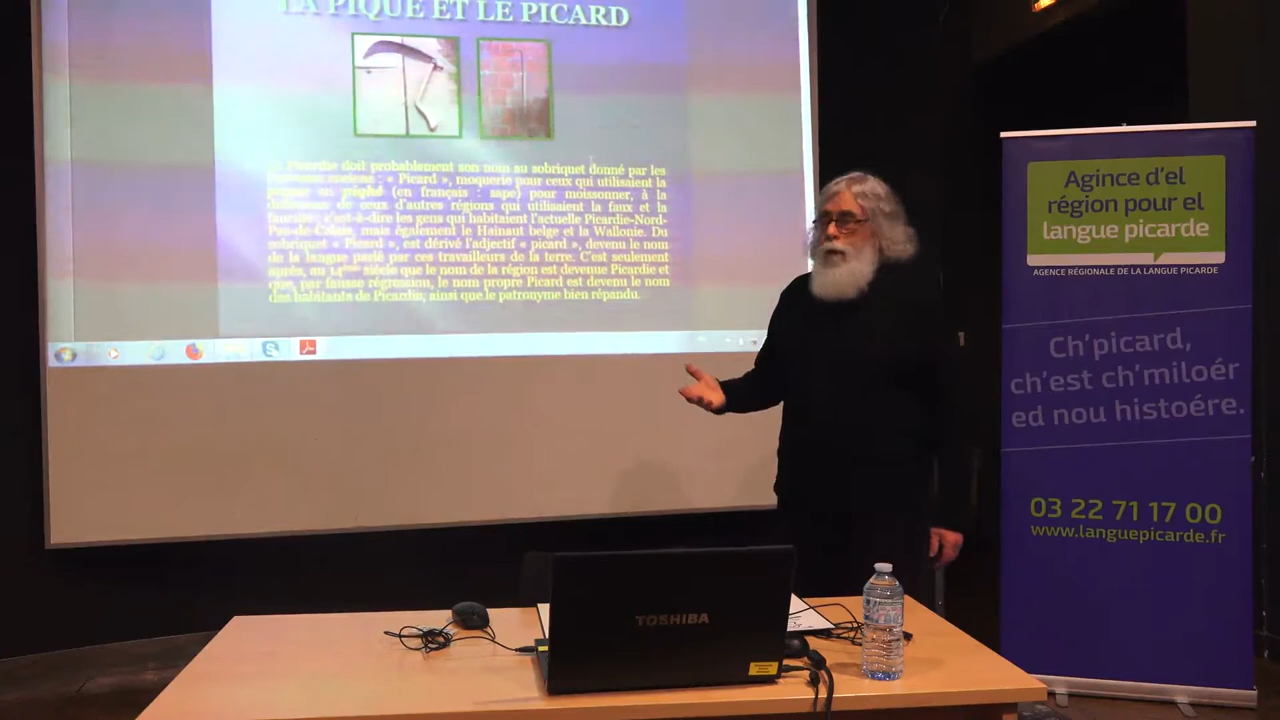 LA PIQUE ET LE PICARD
Picardie doit probablement son nom au sobriquet donné par les
« Picard », moquerie pour ceux qui utilisaient la
(en français : sape) pour moissonner, à la
différence de ceux d'autres régions qui utilisaient la faux et la
c'est-à-dire les gens qui habitaient l'actuelle Picardie-Nord-
Pas-de-Calais, mais également le Hainaut belge et la Wallonie. Du
sobriquet « Picard », est dérivé l'adjectif « picard », devenu le nom
de la langue parlé par ces travailleurs de la terre. C'est seulement
après, au 14ème siècle que le nom de la région est devenue Picardie et
que, par fausse régression, le nom propre Picard est devenu le nom
des habitants de Picardie, ainsi que le patronyme bien répandu.
Agince d'el
région pour el
langue picarde
AGENCE RÉGIONALE DE LA LANGUE PICARDE
Ch'picard,
ch'est ch'miloér
ed nou histoére.
03 22 71 17 00
www.languepicarde.fr
TOSHIBA